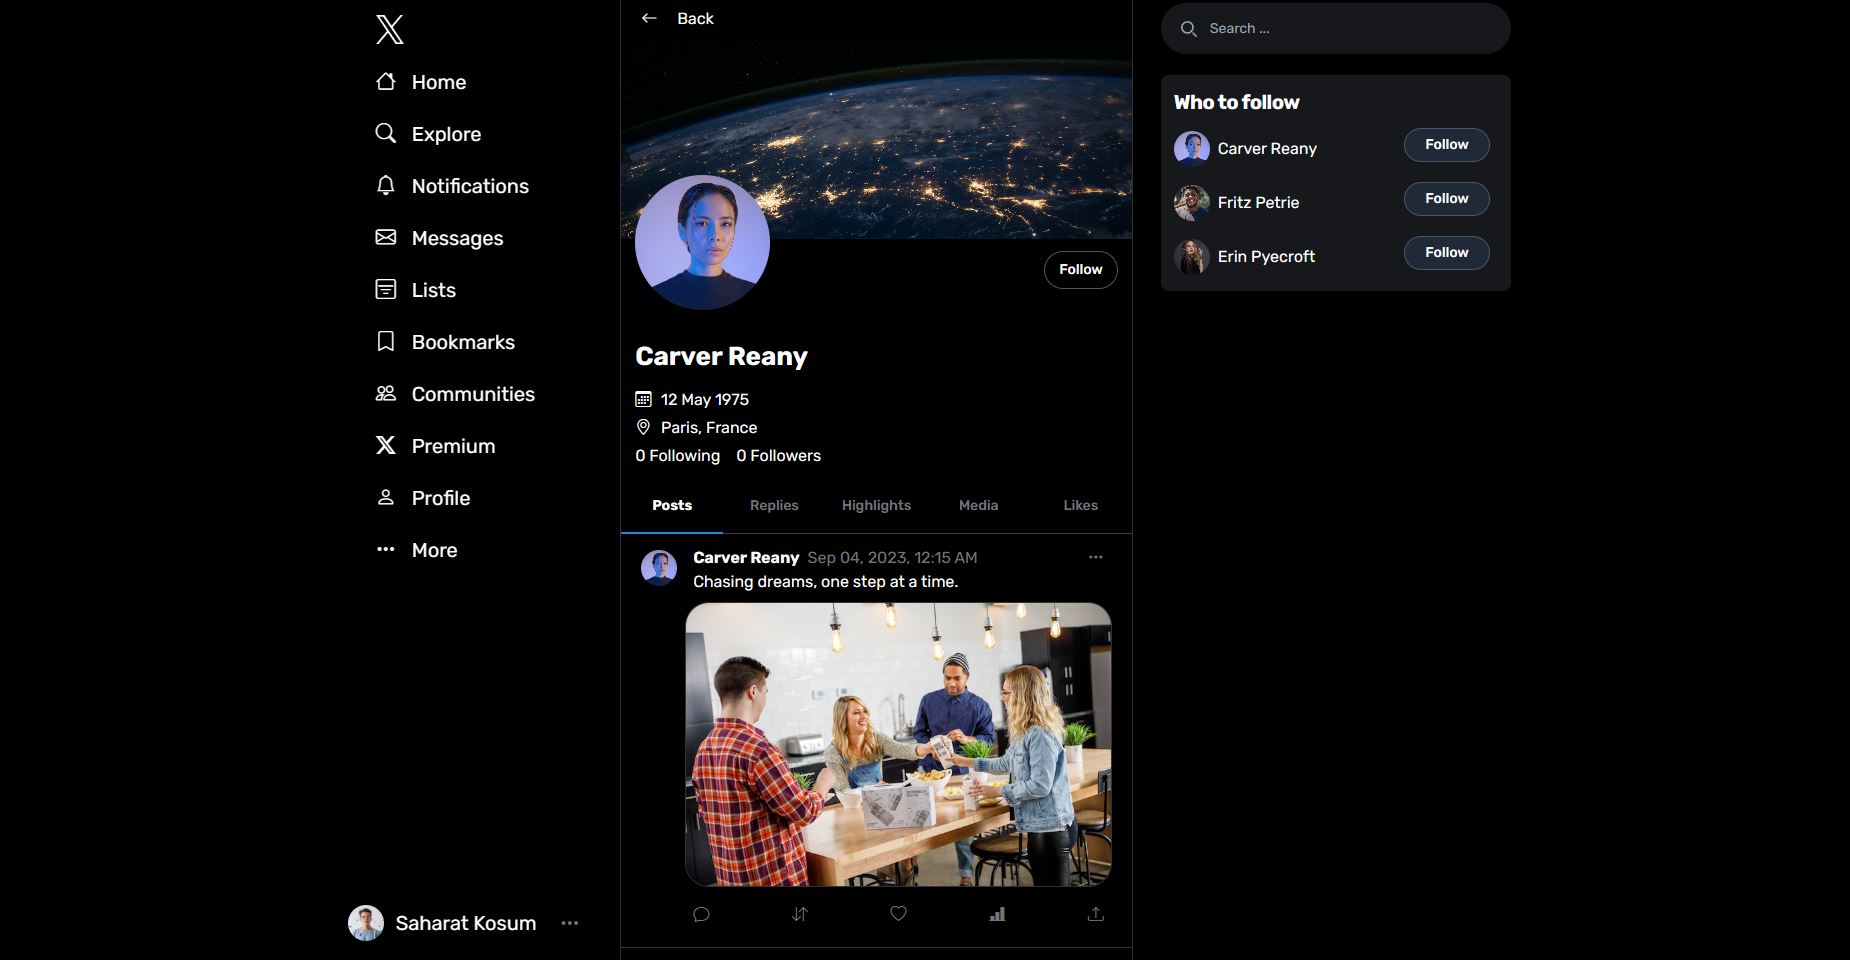 Home
Explore
Notifications
Messages
Lists
Bookmarks
Communities
Premium
Profile
More
Saharat Kosum
Back
Follow
Carver Reany
12 May 1975
Paris, France
0 Following 0 Followers
Posts Replies Highlights Media Likes
Carver Reany Sep 04, 2023, 12:15 AM
Chasing dreams, one step at a time.
Search ...
Who to follow
Carver Reany Follow
Fritz Petrie Follow
Erin Pyecroft Follow